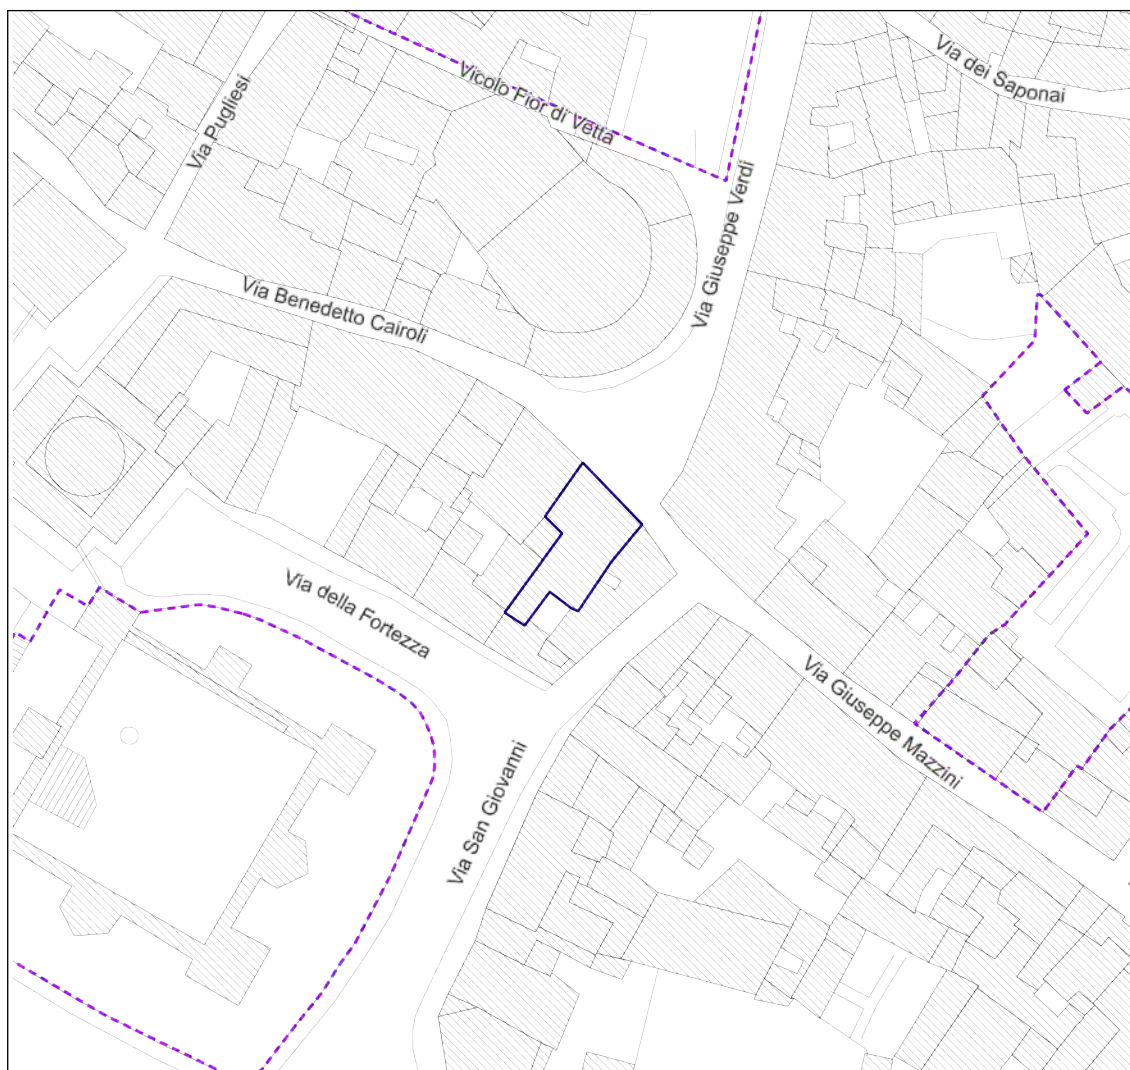 Via dei Saponai
Vicolo Fior di Vetta
Via Pugliesi
Via Giuseppe Verdi
Via Benedetto Cairoli
Via della Fortezza
Via Giuseppe Mazzini
Via San Giovanni